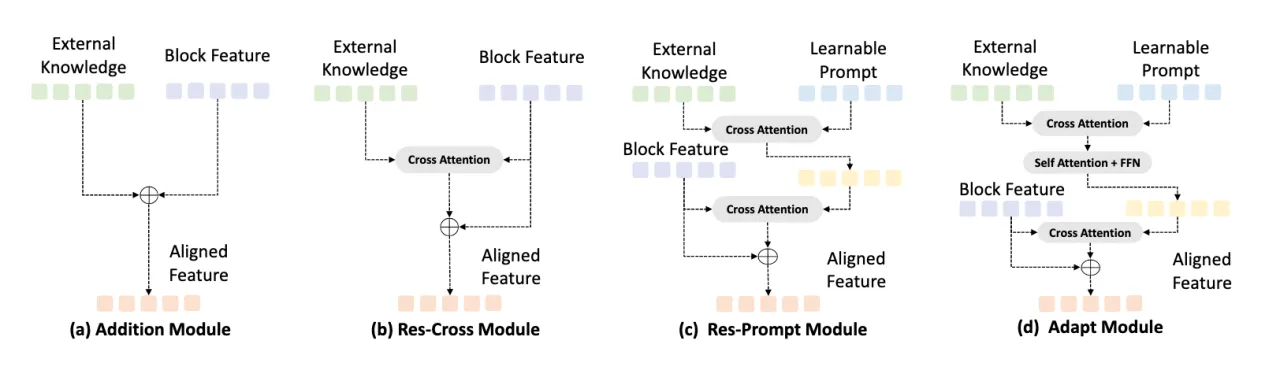 External
Knowledge
Block Feature
Aligned
Feature
(a) Addition Module
External
Knowledge
Block Feature
Cross Attention
Aligned
Feature
(b) Res-Cross Module
External
Knowledge
Learnable
Prompt
Cross Attention
Block Feature
Cross Attention
Aligned
Feature
(c) Res-Prompt Module
External
Knowledge
Learnable
Prompt
Cross Attention
Self Attention + FFN
Block Feature
Cross Attention
Aligned
Feature
(d) Adapt Module